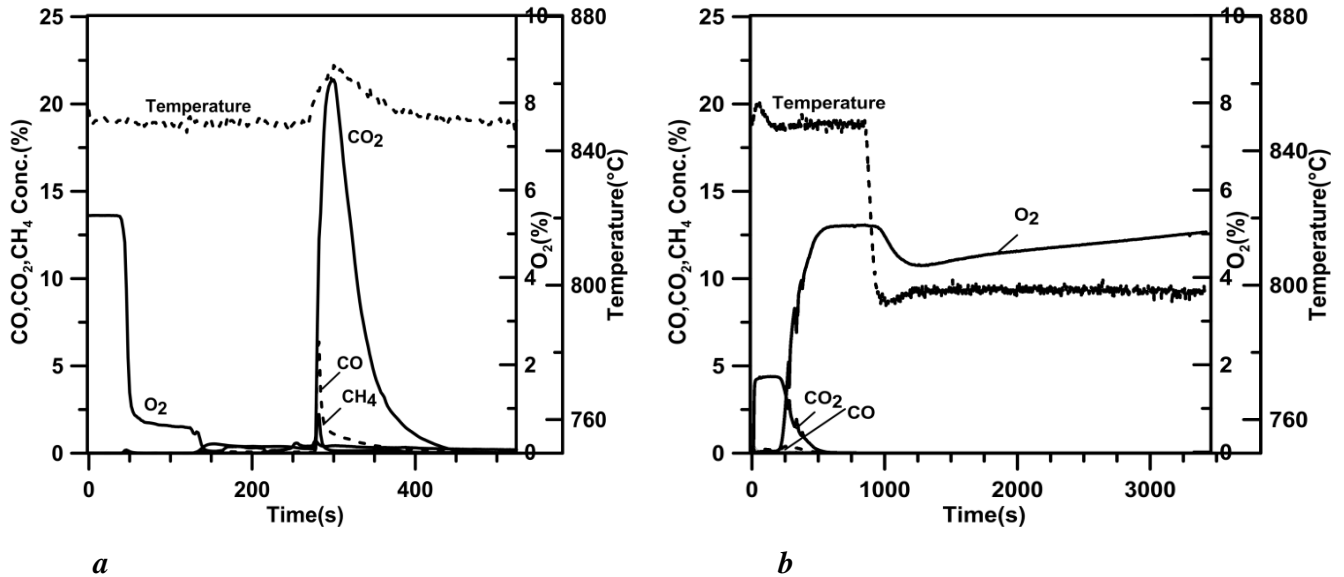 25
20
15
10
5
0
CO,CO2,CH4 Conc.(%)
Temperature
CO2
CO
CH4
O2
10
8
6
4
2
0
O2(%)
880
840
800
760
Temperature(°C)
0 200 400
Time(s)
a
25
20
15
10
5
0
CO,CO2,CH4 Conc.(%)
Temperature
O2
CO2
CO
10
8
6
4
2
0
O2(%)
880
840
800
760
Temperature(°C)
0 1000 2000 3000
Time(s)
b